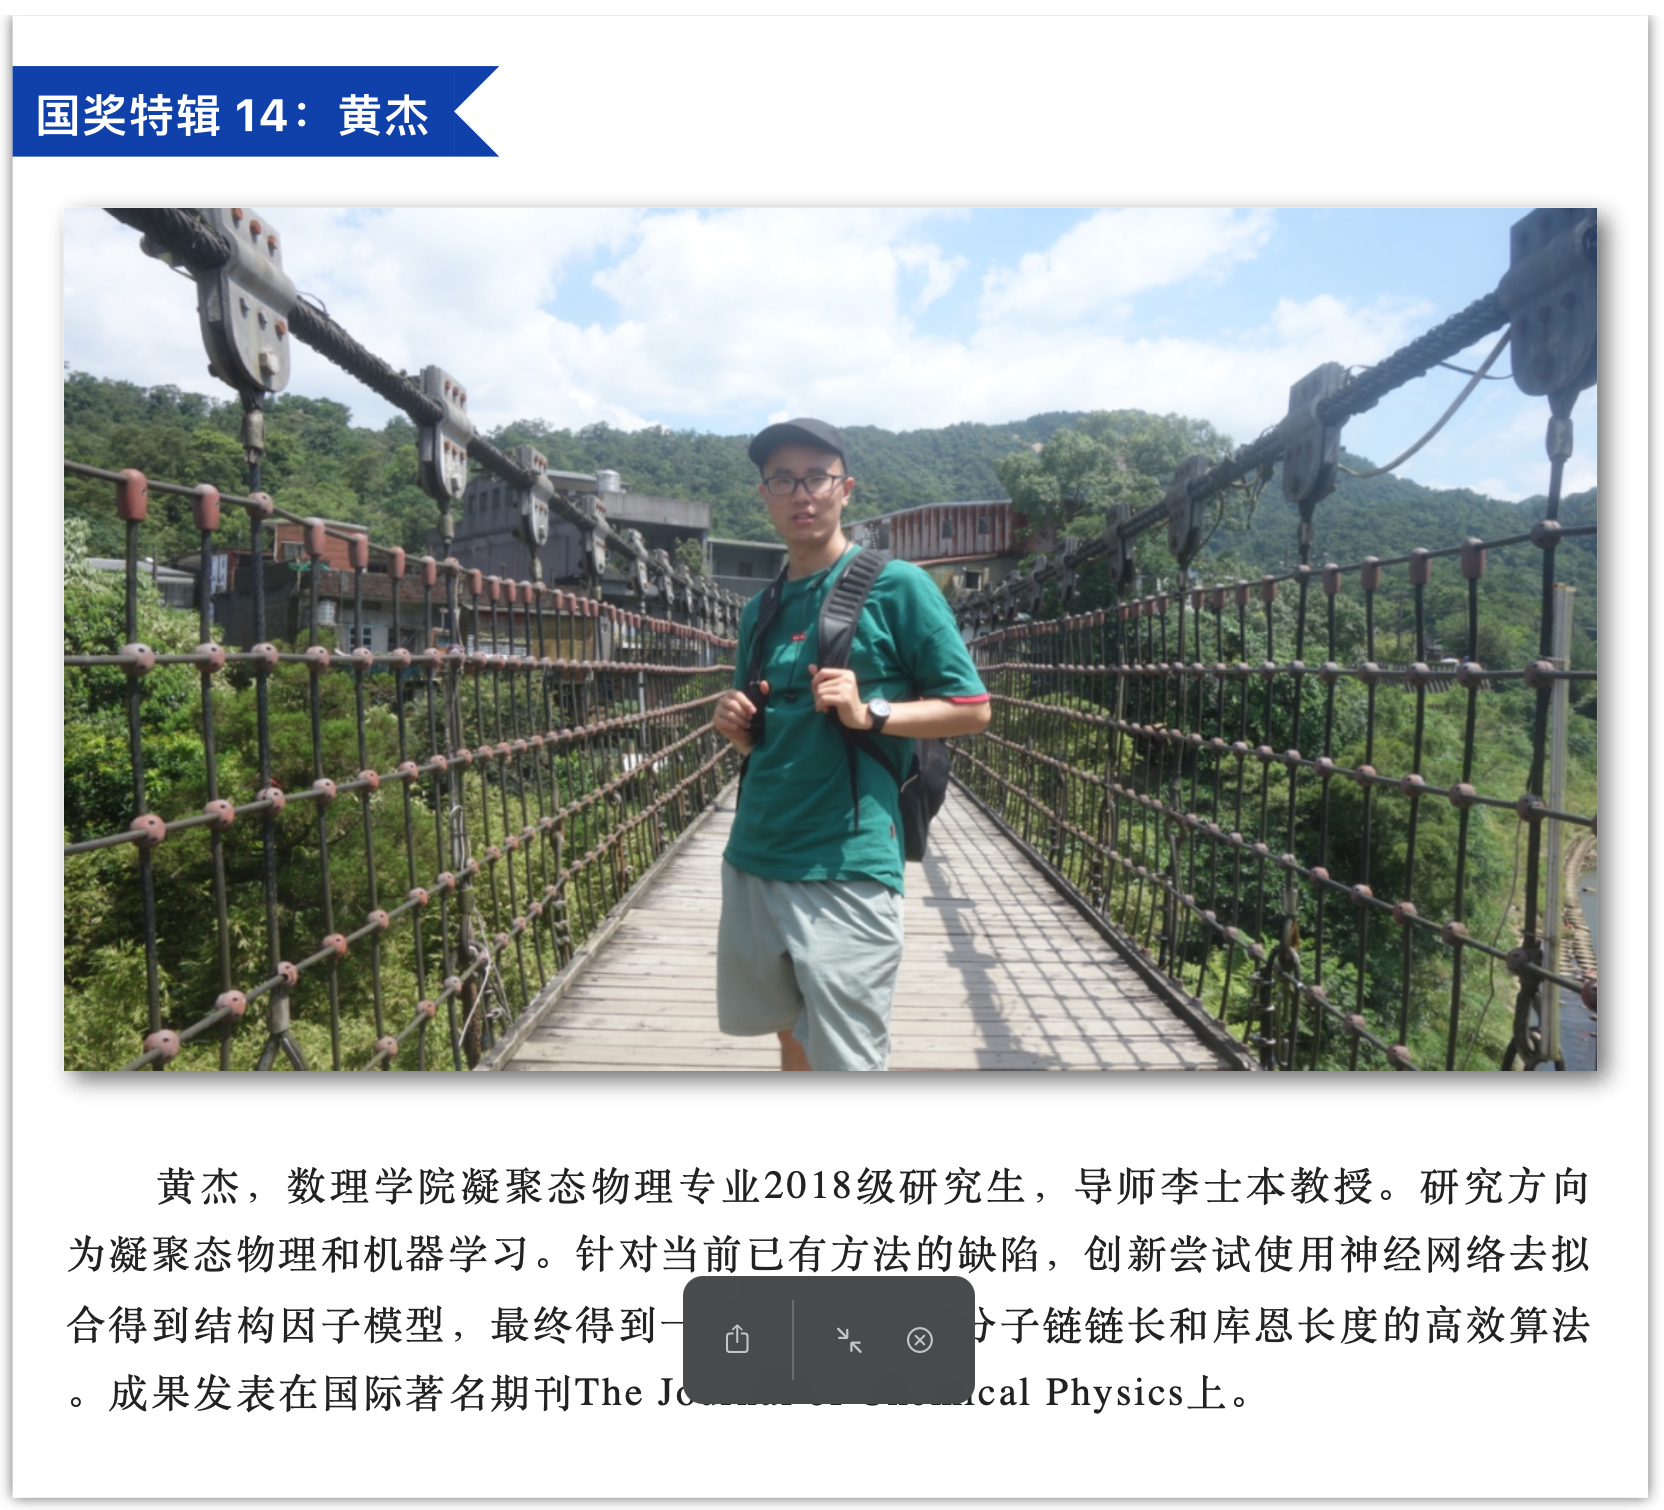 国奖特辑 14：黄杰
黄杰，数理学院凝聚态物理专业2018级研究生，导师李士本教授。研究方向
为凝聚态物理和机器学习。针对当前已有方法的缺陷，创新尝试使用神经网络去拟
合得到结构因子模型，最终得到一 分子链链长和库恩长度的高效算法
。成果发表在国际著名期刊The Physics上。